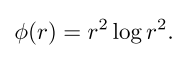 ϕ(r) = r² log r².